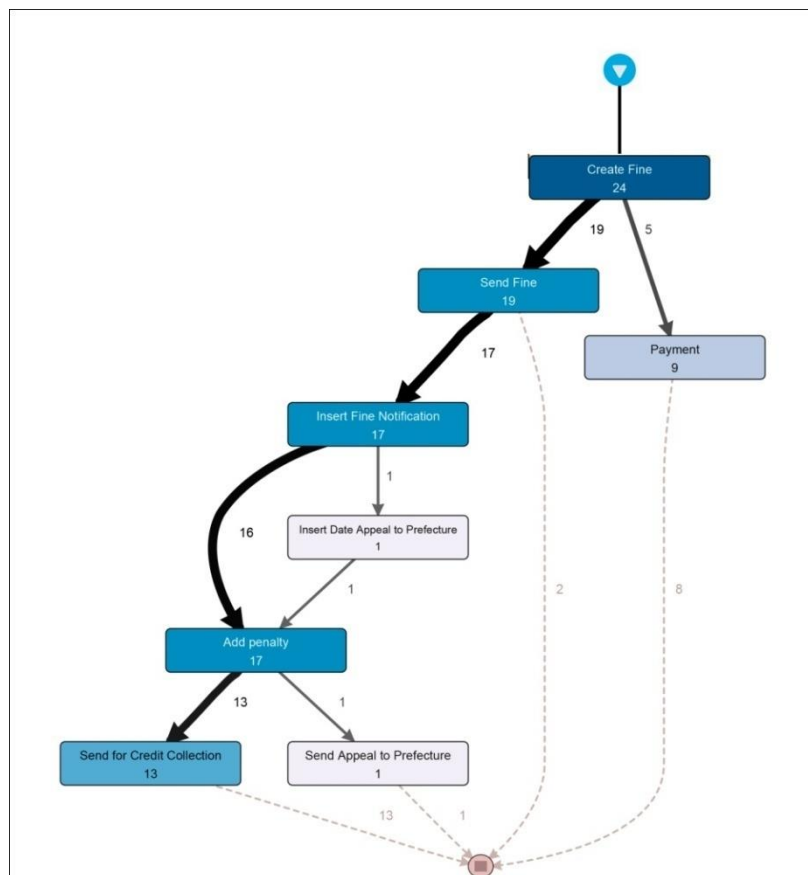 Create Fine
24
19
5
Send Fine
19
Payment
9
17
Insert Fine Notification
17
1
16
Insert Date Appeal to Prefecture
1
1
2
8
Add penalty
17
13
1
Send for Credit Collection
13
Send Appeal to Prefecture
1
13
1